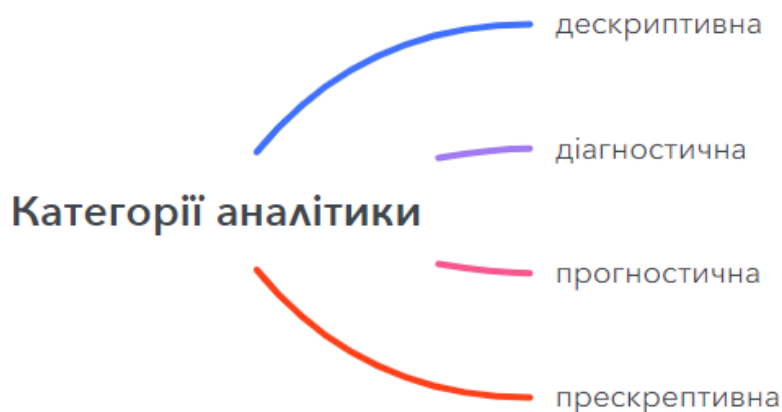 дескриптивна
діагностична
Категорії аналітики
прогностична
прескрептивна